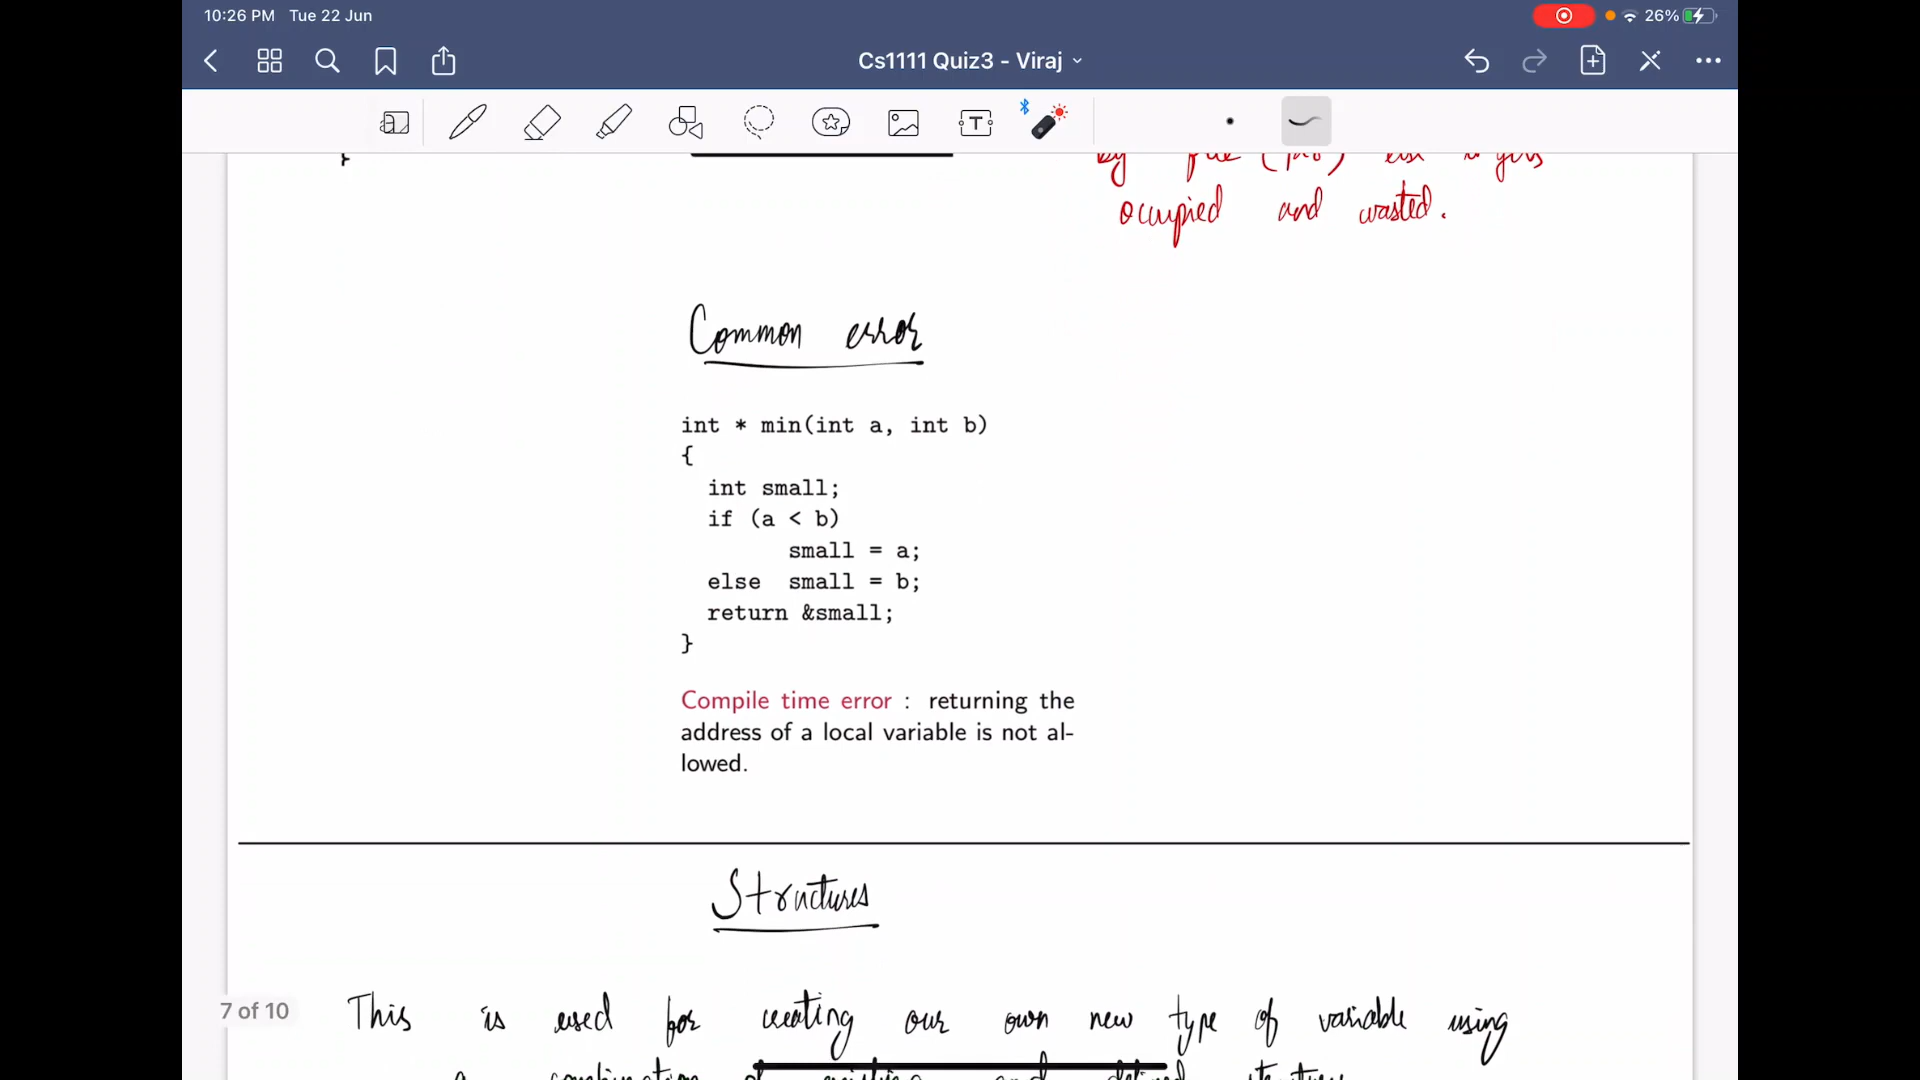 10:26 PM Tue 22 Jun
26%
Cs1111 Quiz3 - Viraj
T
}
by
occupied and wasted.
Common error
int * min(int a, int b)
{
int small;
if (a < b)
small = a;
else small = b;
return &small;
}
Compile time error : returning the
address of a local variable is not al-
lowed.
Structures
7 of 10
This is used for creating our own new type of variable using